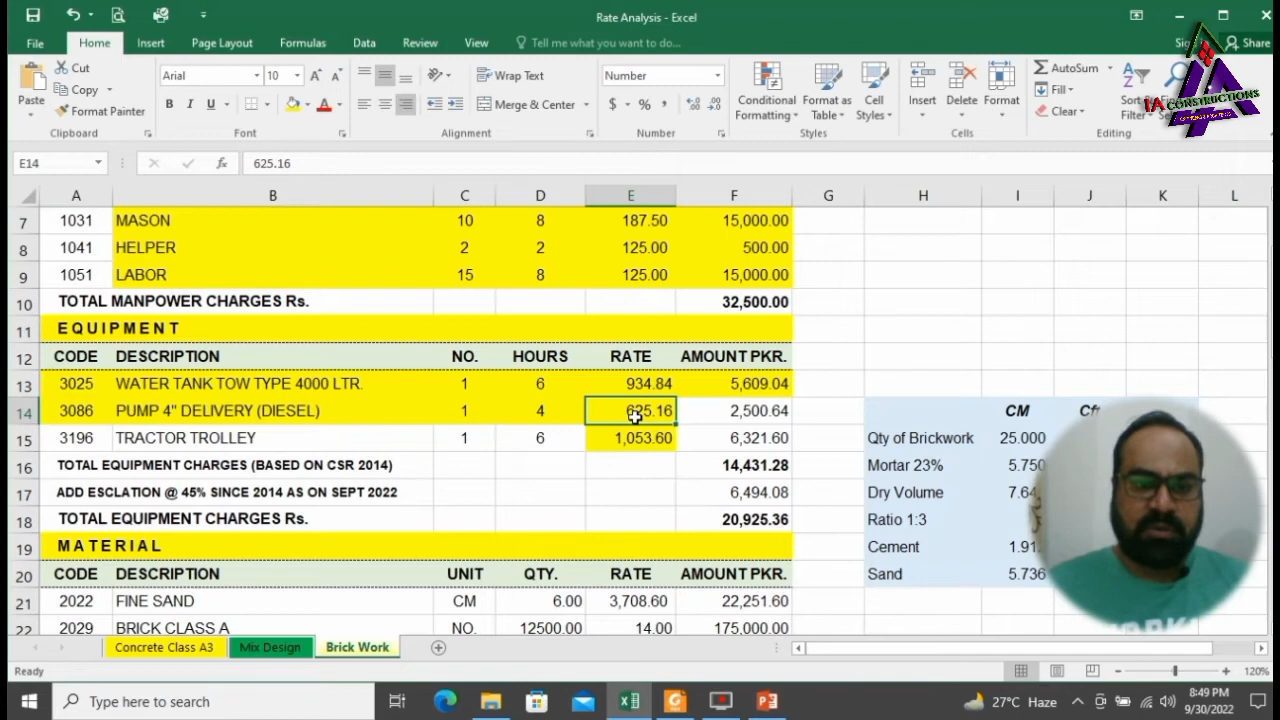 Rate Analysis - Excel
File Home Insert Page Layout Formulas Data Review View Tell me what you want to do... Share
Paste Cut Copy Format Painter Clipboard
Arial 10 B I U Font
Wrap Text Merge & Center Alignment
Number $ % Number
Conditional Formatting Format as Table Cell Styles Styles
Insert Delete Format Cells
AutoSum Fill Clear Editing
IA CONSTRUCTIONS
E14 fx 625.16
A B C D E F G H I J K L
7 1031 MASON 10 8 187.50 15,000.00
8 1041 HELPER 2 2 125.00 500.00
9 1051 LABOR 15 8 125.00 15,000.00
10 TOTAL MANPOWER CHARGES Rs. 32,500.00
11 EQUIPMENT
12 CODE DESCRIPTION NO. HOURS RATE AMOUNT PKR.
13 3025 WATER TANK TOW TYPE 4000 LTR. 1 6 934.84 5,609.04
14 3086 PUMP 4" DELIVERY (DIESEL) 1 4 625.16 2,500.64 CM Cft
15 3196 TRACTOR TROLLEY 1 6 1,053.60 6,321.60 Qty of Brickwork 25.000
16 TOTAL EQUIPMENT CHARGES (BASED ON CSR 2014) 14,431.28 Mortar 23% 5.750
17 ADD ESCLATION @ 45% SINCE 2014 AS ON SEPT 2022 6,494.08 Dry Volume
18 TOTAL EQUIPMENT CHARGES Rs. 20,925.36 Ratio 1:3
19 MATERIAL Cement
20 CODE DESCRIPTION UNIT QTY. RATE AMOUNT PKR. Sand 5.736
21 2022 FINE SAND CM 6.00 3,708.60 22,251.60
22 2029 BRICK CLASS A NO. 12500.00 14.00 175,000.00
Concrete Class A3 Mix Design Brick Work
Ready 120%
Type here to search 27°C Haze 8:49 PM
9/30/2022